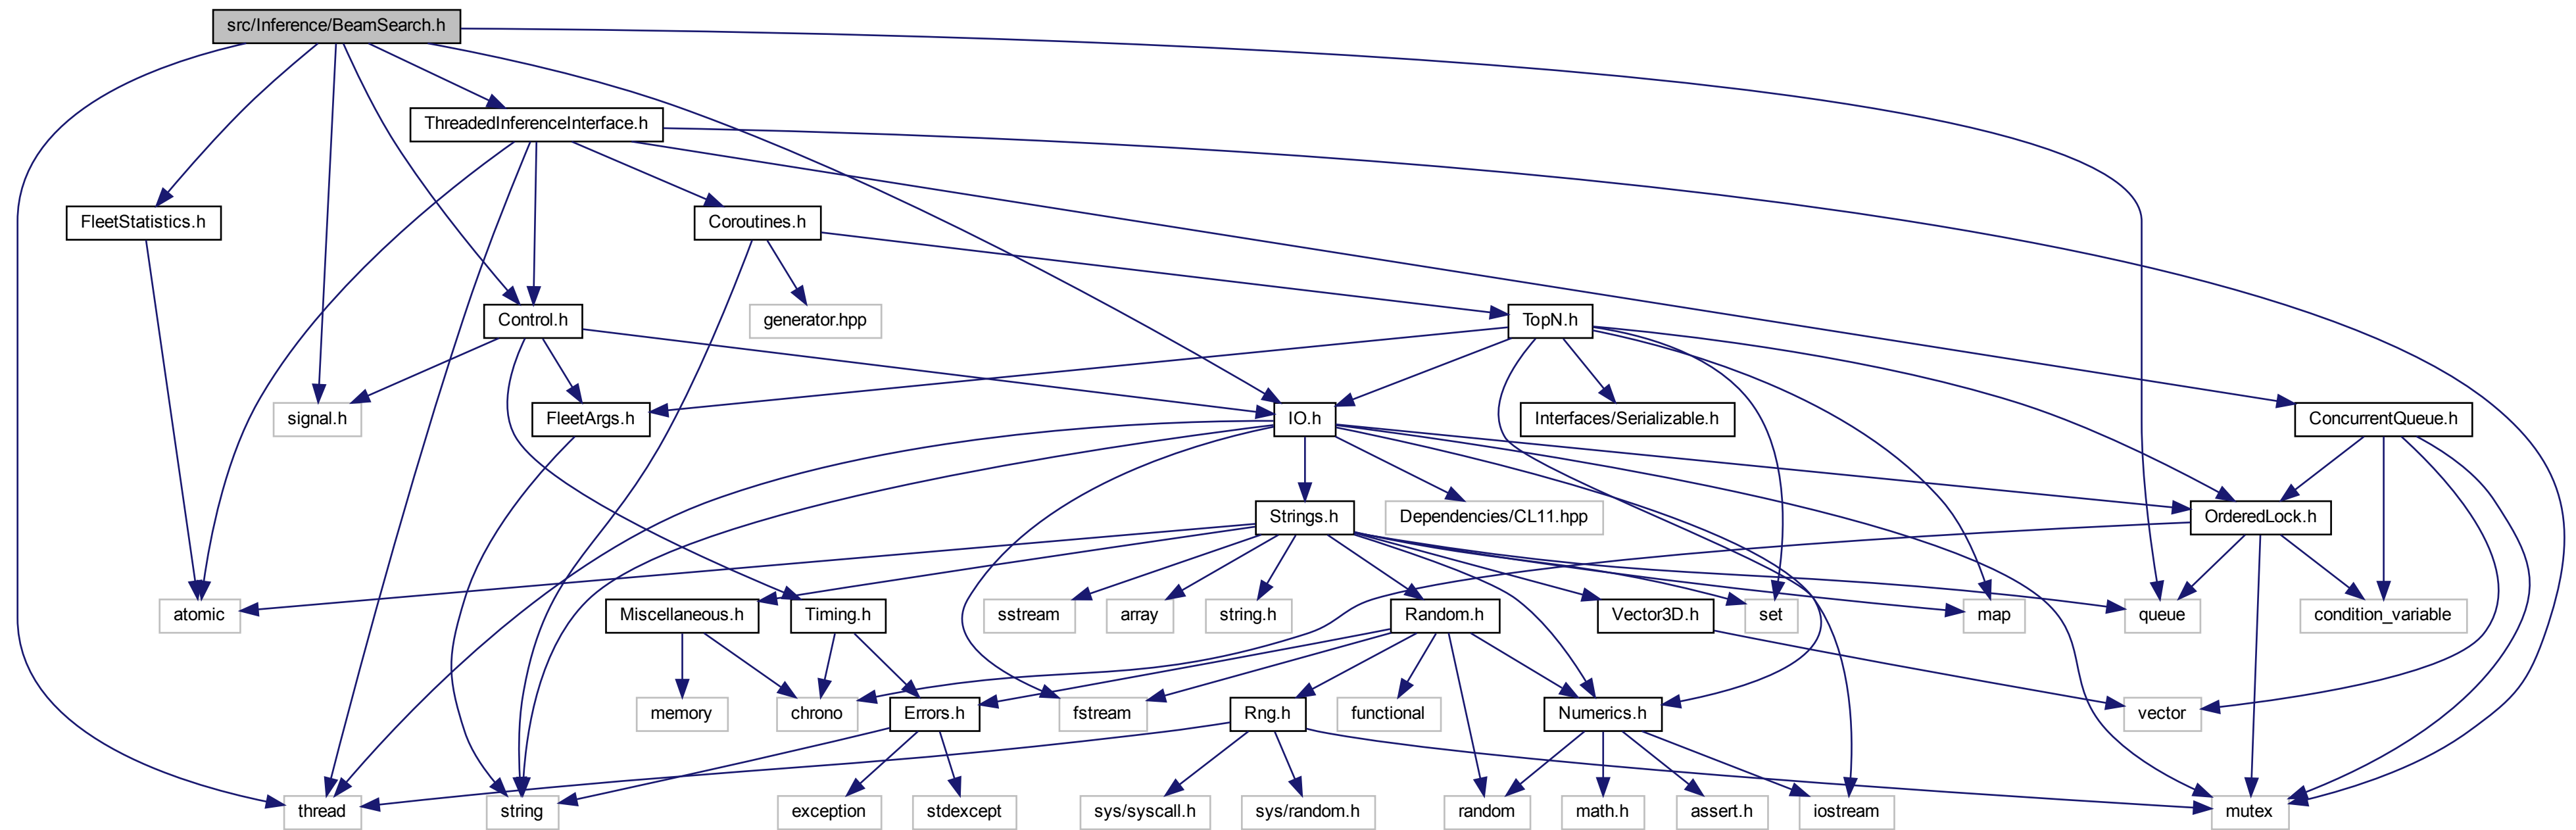 src/Inference/BeamSearch.h
ThreadedInferenceInterface.h
FleetStatistics.h
Coroutines.h
Control.h
generator.hpp
TopN.h
signal.h
FleetArgs.h
IO.h
Interfaces/Serializable.h
ConcurrentQueue.h
Strings.h
Dependencies/CL11.hpp
OrderedLock.h
atomic
Miscellaneous.h
Timing.h
sstream
array
string.h
Random.h
Vector3D.h
set
map
queue
condition_variable
memory
chrono
Errors.h
fstream
Rng.h
functional
Numerics.h
vector
thread
string
exception
stdexcept
sys/syscall.h
sys/random.h
random
math.h
assert.h
iostream
mutex